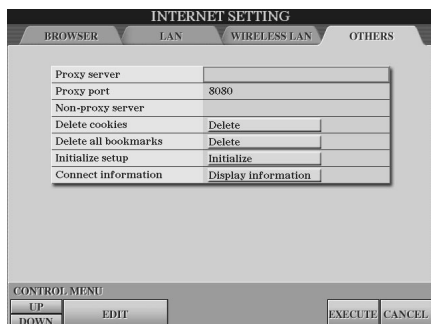 INTERNET SETTING
BROWSER LAN WIRELESS LAN OTHERS
Proxy server
Proxy port 8080
Non-proxy server
Delete cookies Delete
Delete all bookmarks Delete
Initialize setup Initialize
Connect information Display information
CONTROL MENU
UP
DOWN
EDIT EXECUTE CANCEL